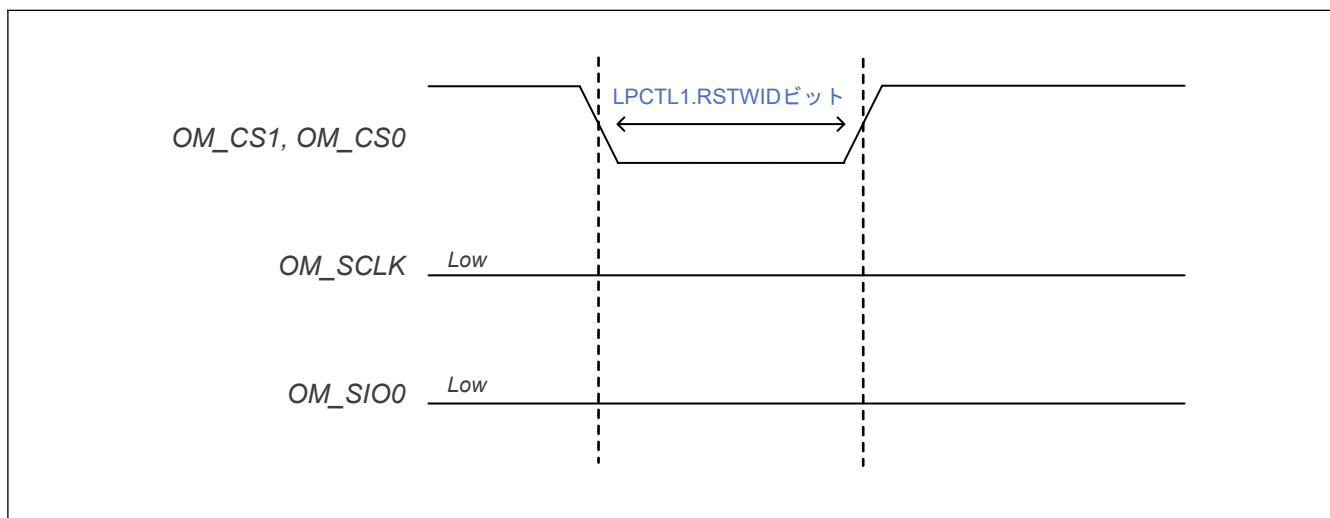 LPCTL1.RSTWIDビット
OM_CS1, OM_CS0
OM_SCLK
Low
OM_SIO0
Low